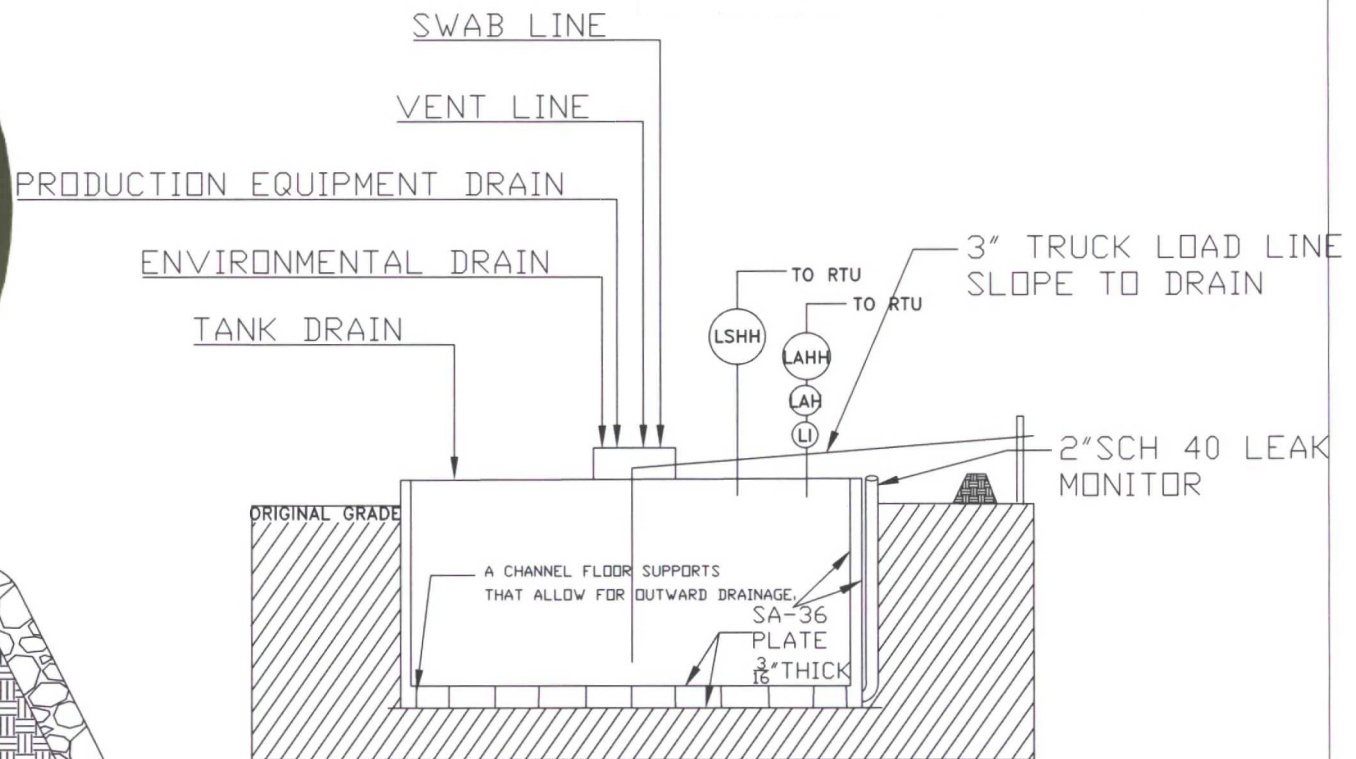 SWAB LINE
VENT LINE
PRODUCTION EQUIPMENT DRAIN
ENVIRONMENTAL DRAIN
TANK DRAIN
TO RTU
TO RTU
3" TRUCK LOAD LINE
SLOPE TO DRAIN
LSHH
LAHH
LAH
LI
2"SCH 40 LEAK
MONITOR
ORIGINAL GRADE
A CHANNEL FLOOR SUPPORTS
THAT ALLOW FOR OUTWARD DRAINAGE.
SA-36
PLATE
3/16" THICK